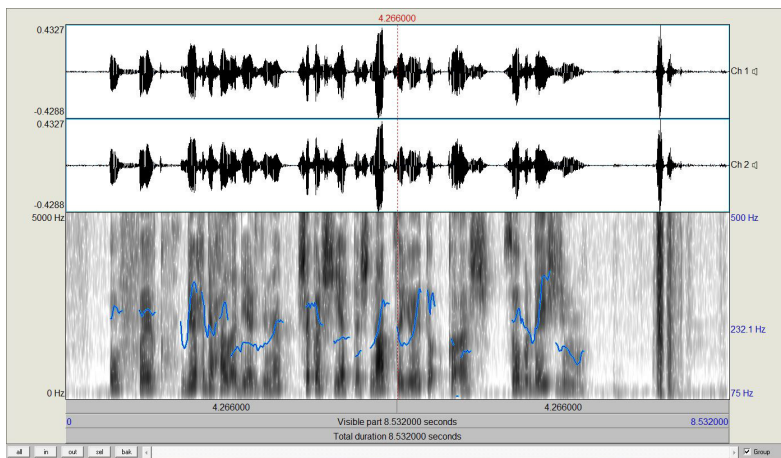 4.266000
0.4327
Ch 1
-0.4288
0.4327
Ch 2
-0.4288
5000 Hz
500 Hz
232.1 Hz
0 Hz
75 Hz
4.266000 4.266000
0 Visible part 8.532000 seconds 8.532000
Total duration 8.532000 seconds
all in out sel bak Group